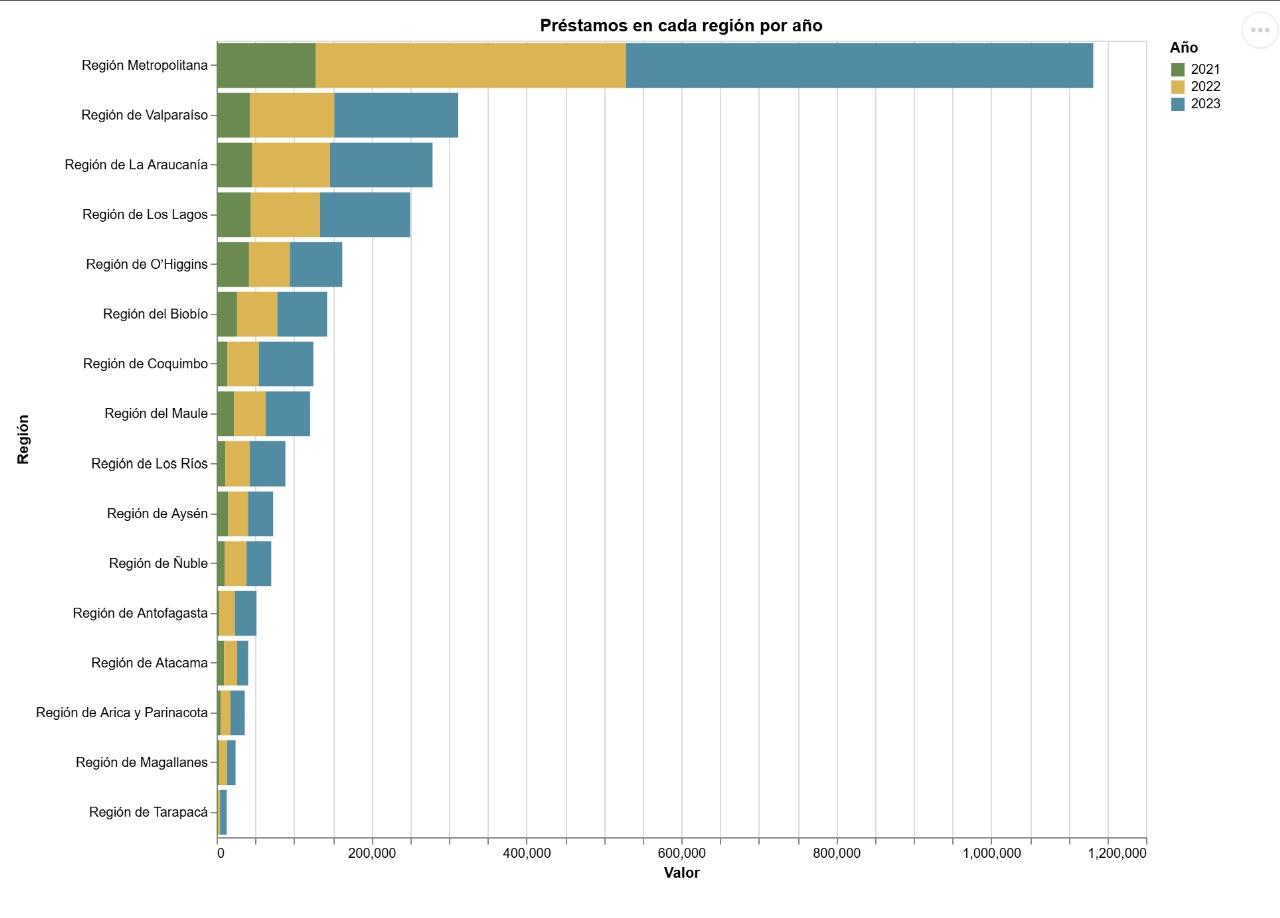 Préstamos en cada región por año
Año
2021
2022
2023
Región
Región Metropolitana
Región de Valparaíso
Región de La Araucanía
Región de Los Lagos
Región de O'Higgins
Región del Biobío
Región de Coquimbo
Región del Maule
Región de Los Ríos
Región de Aysén
Región de Ñuble
Región de Antofagasta
Región de Atacama
Región de Arica y Parinacota
Región de Magallanes
Región de Tarapacá
0 200,000 400,000 600,000 800,000 1,000,000 1,200,000
Valor